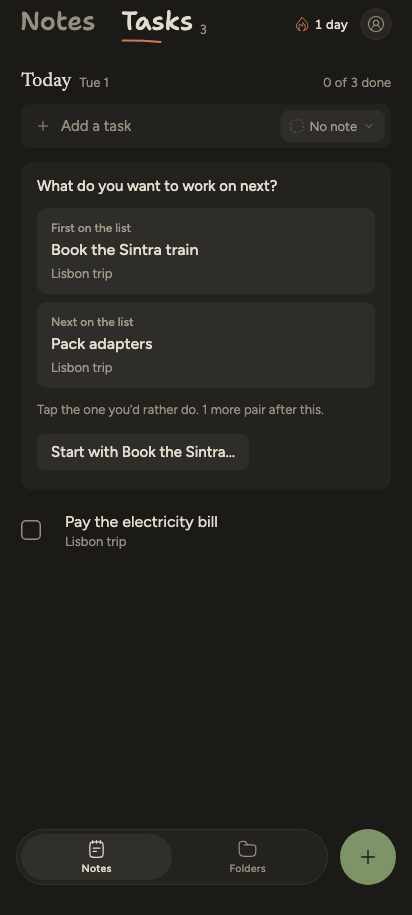 Notes Tasks 3 1 day
Today Tue 1 0 of 3 done
Add a task No note
What do you want to work on next?
First on the list
Book the Sintra train
Lisbon trip
Next on the list
Pack adapters
Lisbon trip
Tap the one you'd rather do. 1 more pair after this.
Start with Book the Sintra...
Pay the electricity bill
Lisbon trip
Notes Folders